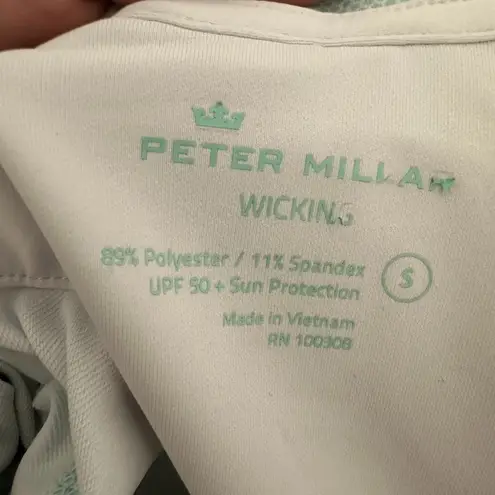 PETER MILLAR
WICKING
89% Polyester / 11% Spandex
S
UPF 50 + Sun Protection
Made in Vietnam
RN 100308